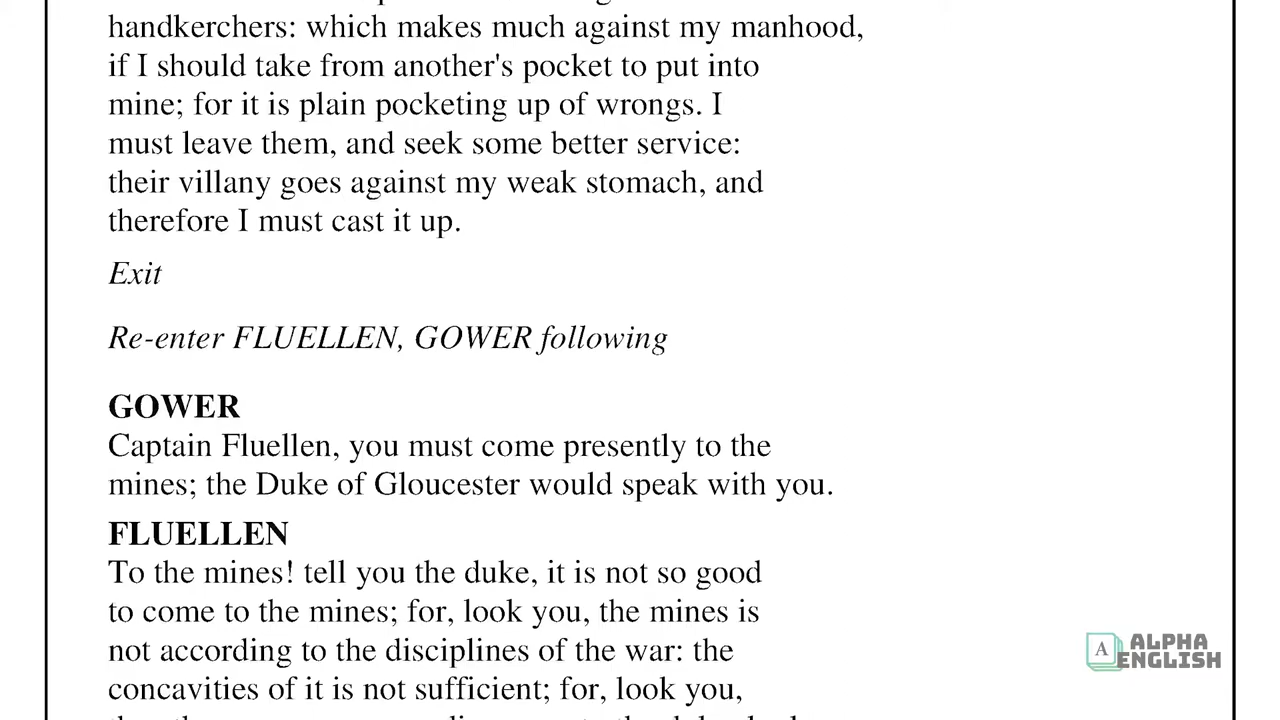 handkerchers: which makes much against my manhood,
if I should take from another's pocket to put into
mine; for it is plain pocketing up of wrongs. I
must leave them, and seek some better service:
their villany goes against my weak stomach, and
therefore I must cast it up.
Exit
Re-enter FLUELLEN, GOWER following
GOWER
Captain Fluellen, you must come presently to the
mines; the Duke of Gloucester would speak with you.
FLUELLEN
To the mines! tell you the duke, it is not so good
to come to the mines; for, look you, the mines is
not according to the disciplines of the war: the
concavities of it is not sufficient; for, look you,
A ALPHA
ENGLISH